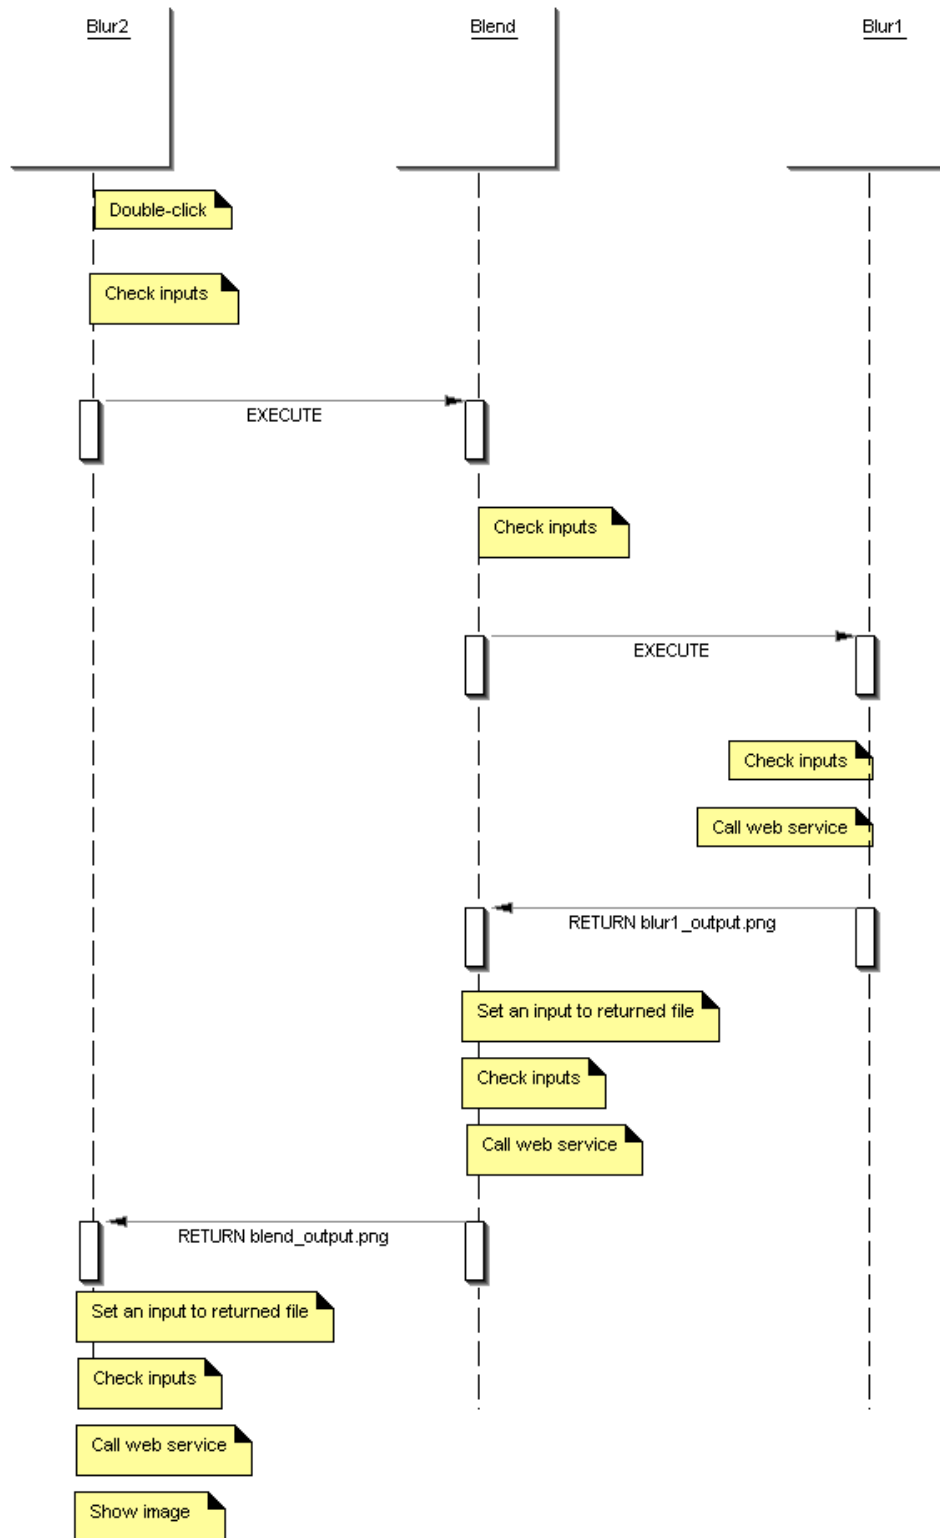 Blur2
Blend
Blur1
Double-click
Check inputs
EXECUTE
Check inputs
EXECUTE
Check inputs
Call web service
RETURN blur1_output.png
Set an input to returned file
Check inputs
Call web service
RETURN blend_output.png
Set an input to returned file
Check inputs
Call web service
Show image